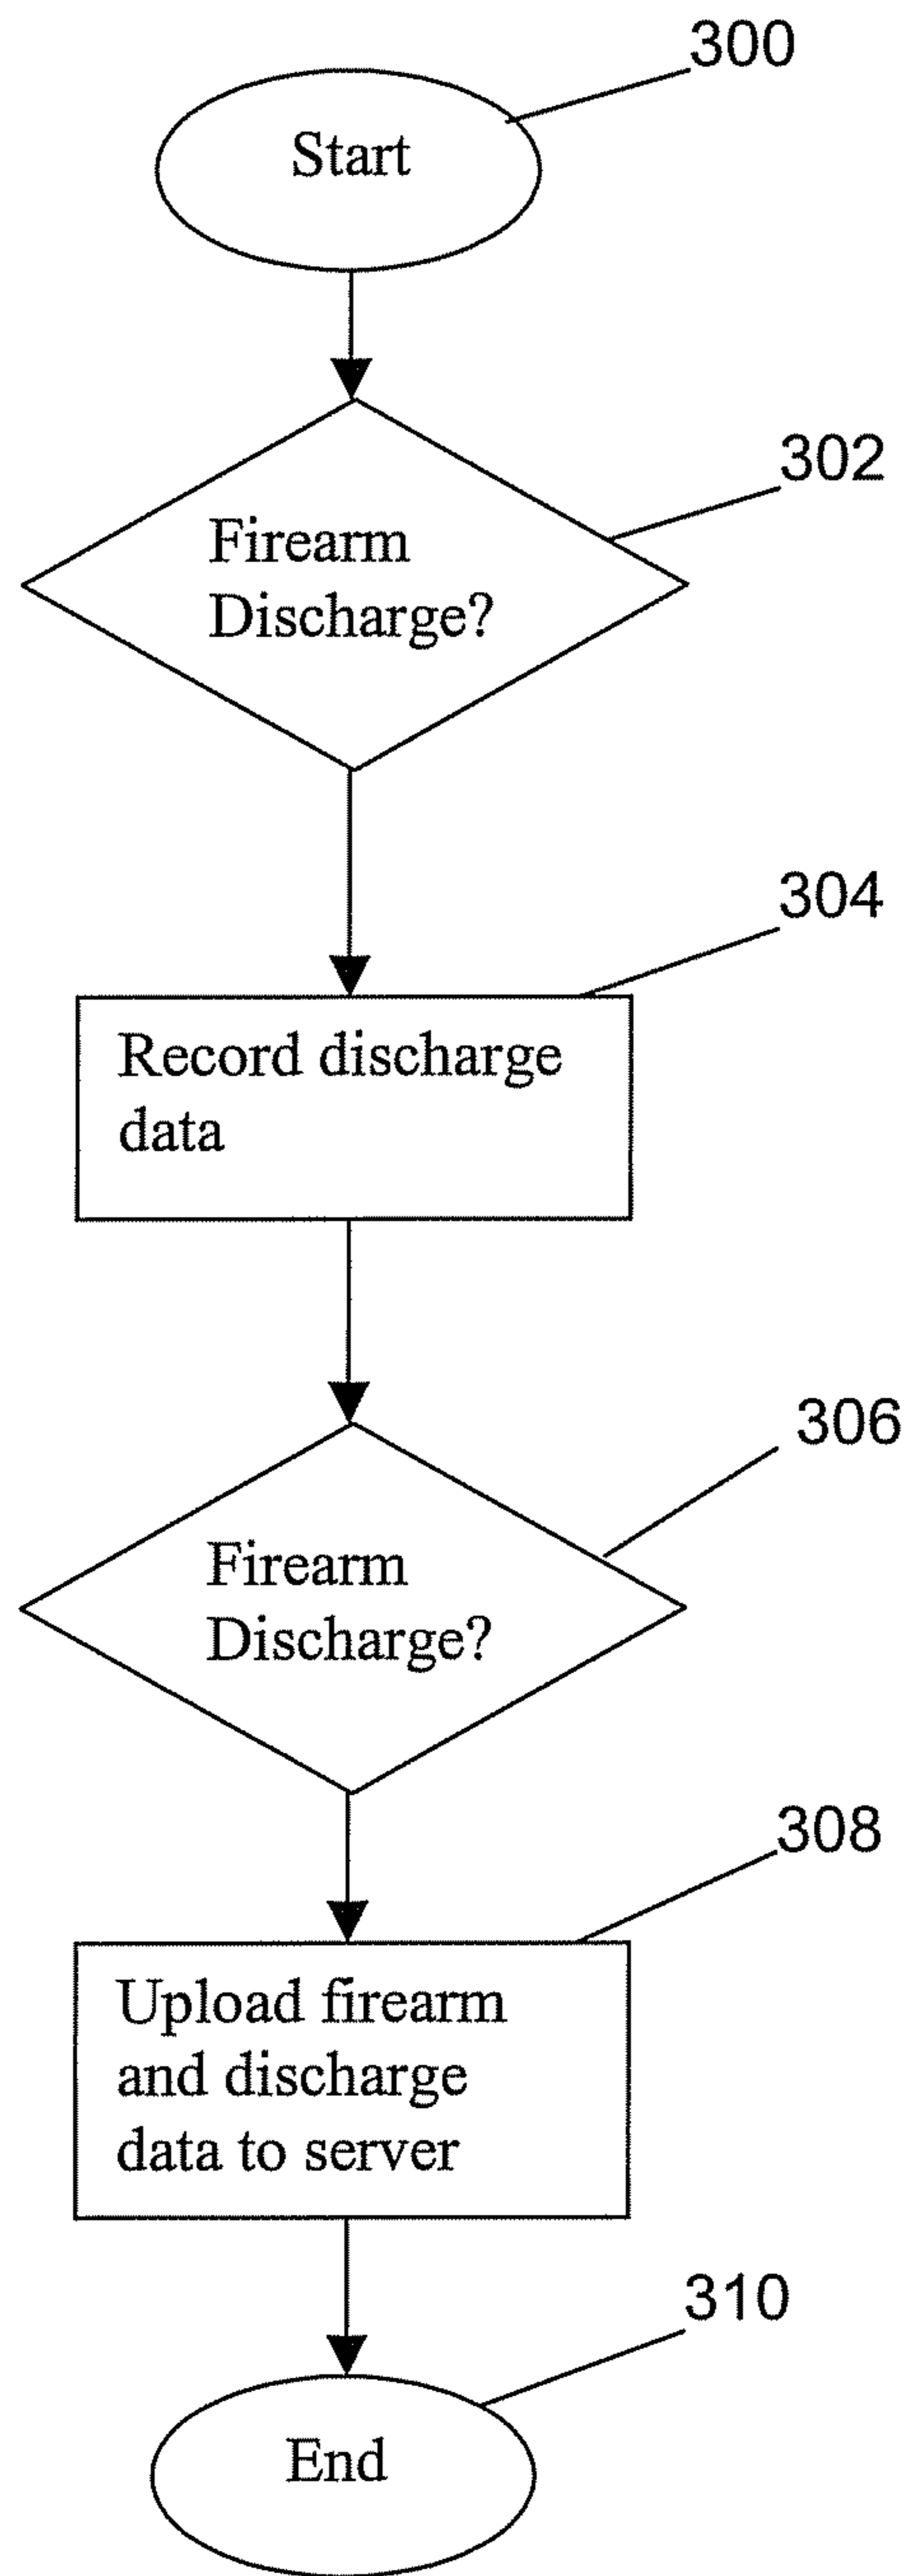 300
Start
302
Firearm
Discharge?
304
Record discharge
data
306
Firearm
Discharge?
308
Upload firearm
and discharge
data to server
310
End